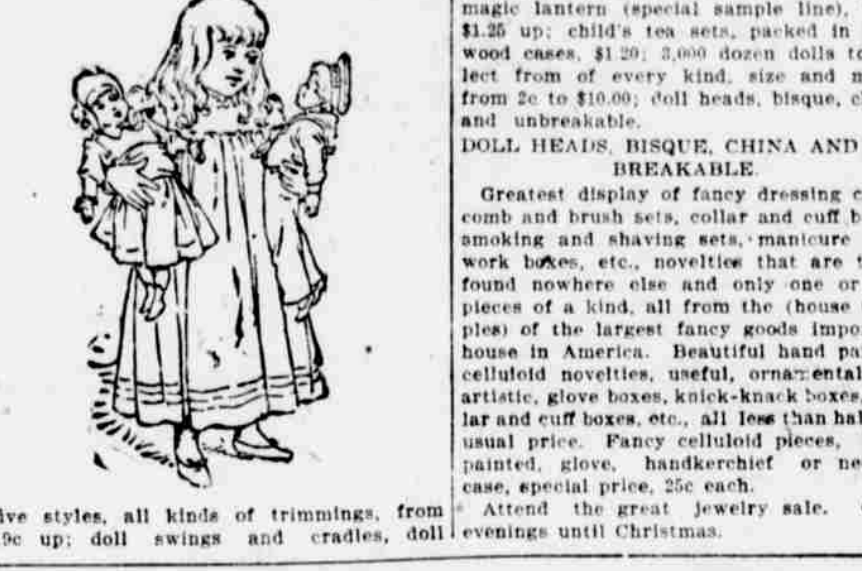 ive styles, all kinds of trimmings, from
9c up; doll swings and cradles, doll
magic lantern (special sample line),
$1.25 up; child's tea sets, packed in
wood cases, $1.20; 3,000 dozen dolls to
lect from of every kind, size and m
from 2c to $10.00; doll heads, bisque, c
and unbreakable.
DOLL HEADS, BISQUE, CHINA AND
BREAKABLE.
Greatest display of fancy dressing c
comb and brush sets, collar and cuff b
smoking and shaving sets, manicure
work boxes, etc., novelties that are t
found nowhere else and only one or
pieces of a kind, all from the (house
ples) of the largest fancy goods impo
house in America. Beautiful hand pa
celluloid novelties, useful, ornamental
artistic, glove boxes, knick-knack boxes,
lar and cuff boxes, etc., all less than hal
usual price. Fancy celluloid pieces,
painted, glove, handkerchief or ne
case, special price, 25c each.
Attend the great jewelry sale.
evenings until Christmas.